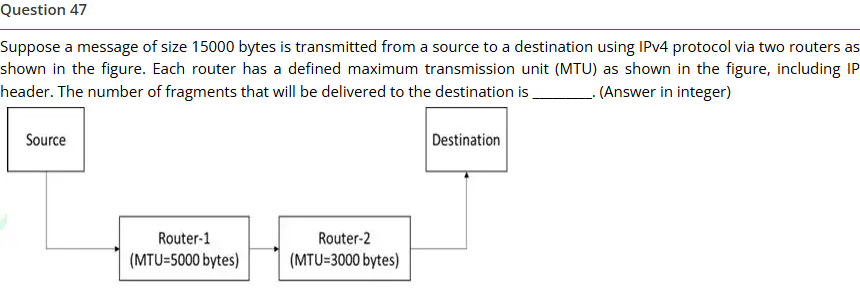 Question 47
Suppose a message of size 15000 bytes is transmitted from a source to a destination using IPv4 protocol via two routers as
shown in the figure. Each router has a defined maximum transmission unit (MTU) as shown in the figure, including IP
header. The number of fragments that will be delivered to the destination is ________. (Answer in integer)
Source
Destination
Router-1
(MTU=5000 bytes)
Router-2
(MTU=3000 bytes)